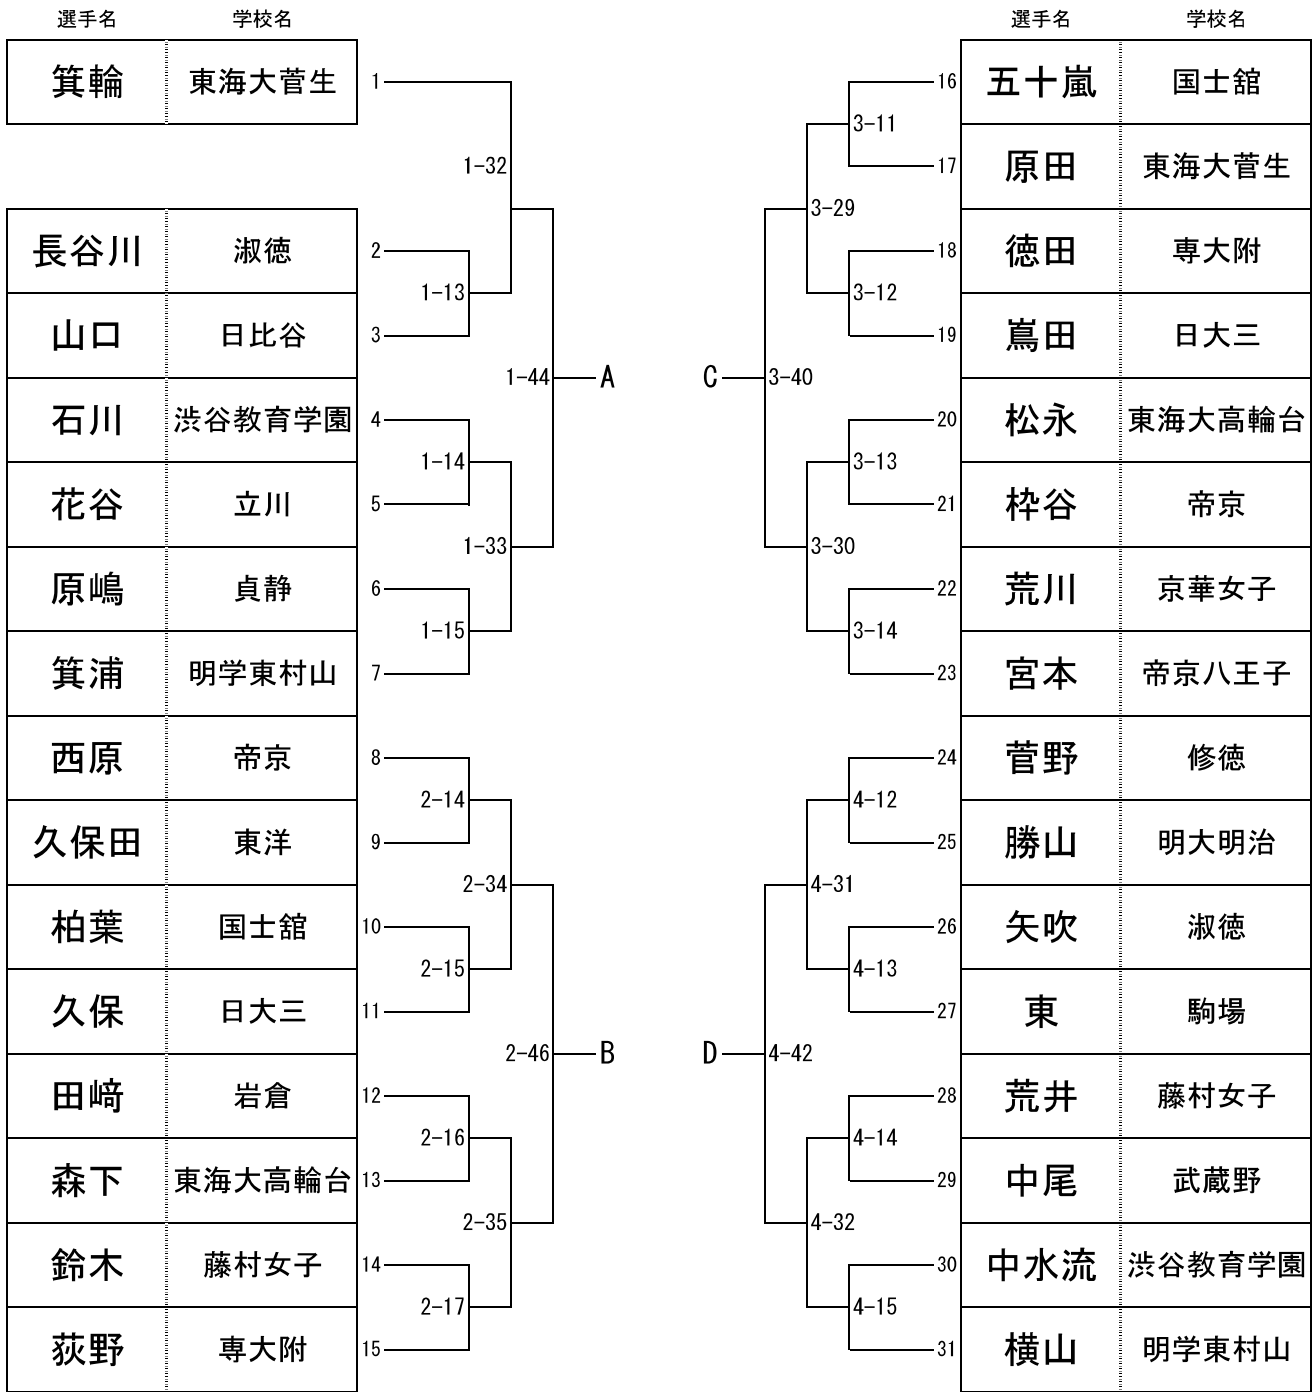 選手名 学校名
箕輪 東海大菅生 1
1-32
長谷川 淑徳 2
1-13
山口 日比谷 3
1-44 A
石川 渋谷教育学園 4
1-14
花谷 立川 5
1-33
原嶋 貞静 6
1-15
箕浦 明学東村山 7
西原 帝京 8
2-14
久保田 東洋 9
2-34
柏葉 国士舘 10
2-15
久保 日大三 11
2-46 B
田﨑 岩倉 12
2-16
森下 東海大高輪台 13
2-35
鈴木 藤村女子 14
2-17
荻野 専大附 15
選手名 学校名
16 五十嵐 国士舘
3-11
17 原田 東海大菅生
3-29
18 徳田 専大附
3-12
19 嶌田 日大三
C 3-40
20 松永 東海大高輪台
3-13
21 枠谷 帝京
3-30
22 荒川 京華女子
3-14
23 宮本 帝京八王子
24 菅野 修徳
4-12
25 勝山 明大明治
4-31
26 矢吹 淑徳
4-13
27 東 駒場
D 4-42
28 荒井 藤村女子
4-14
29 中尾 武蔵野
4-32
30 中水流 渋谷教育学園
4-15
31 横山 明学東村山